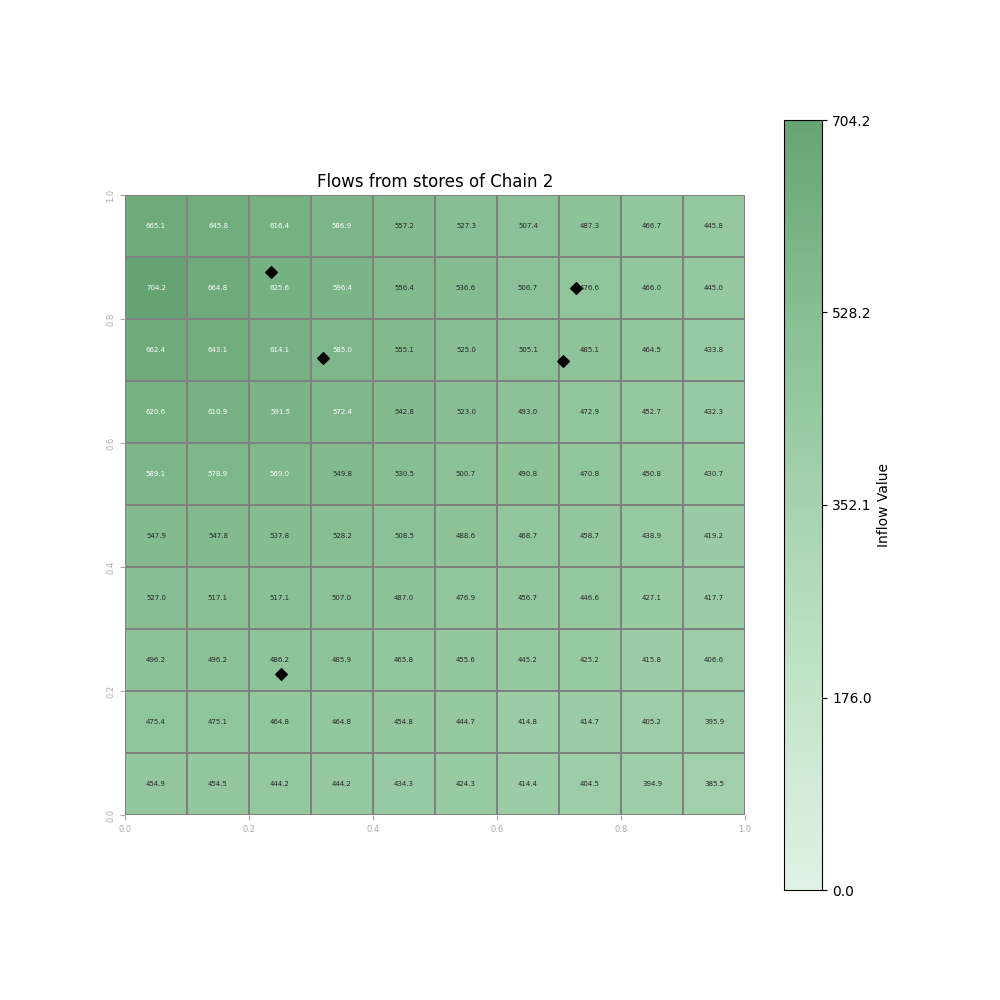 Flows from stores of Chain 2
1.0
665.1 645.8 616.4 586.9 557.2 527.3 507.4 487.3 466.7 445.8
704.2 664.8 625.6 596.4 556.4 536.6 506.7 466.0 445.0
0.8
662.4 643.1 614.1 585.0 555.1 525.0 505.1 485.1 464.5 433.8
620.6 610.9 591.5 572.4 542.8 523.0 493.0 472.9 452.7 432.3
0.6
589.1 578.9 569.0 549.8 530.5 500.7 490.8 470.8 450.8 430.7
547.9 547.8 537.8 528.2 508.5 488.6 468.7 458.7 438.9 419.2
0.4
527.0 517.1 517.1 507.0 487.0 476.9 456.7 446.6 427.1 417.7
496.2 496.2 486.2 485.9 465.8 455.6 445.2 425.2 415.8 406.6
0.2
475.4 475.1 464.8 464.8 454.8 444.7 414.8 414.7 405.2 395.9
454.9 454.5 444.2 444.2 434.3 424.3 414.4 404.5 394.9 385.5
0.0
0.0 0.2 0.4 0.6 0.8 1.0
704.2
528.2
352.1
176.0
0.0
Inflow Value